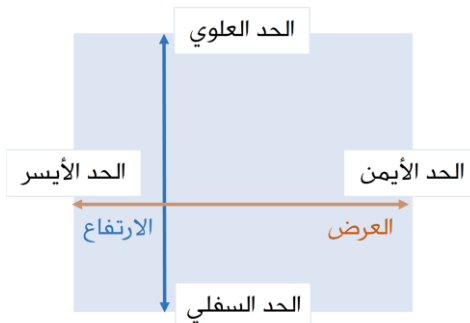 الحد العلوي
الحد الأيمن
الحد الأيسر
العرض
الارتفاع
الحد السفلي